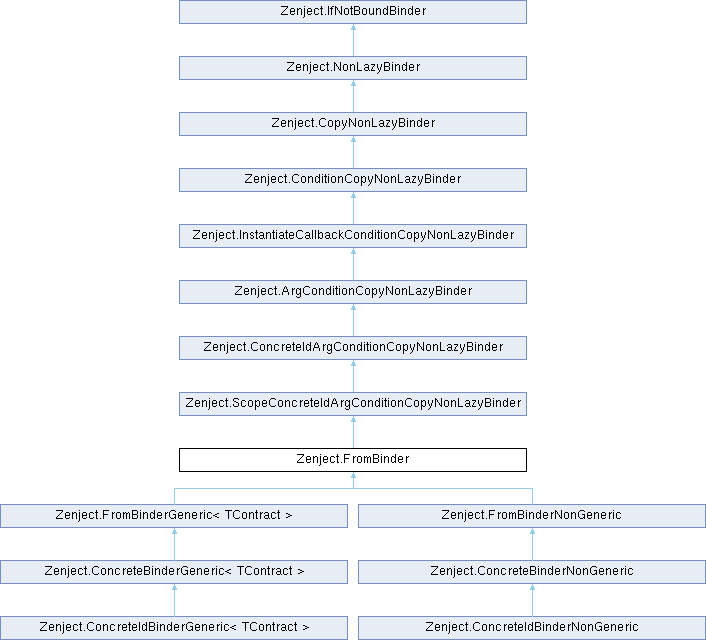 Zenject.IfNotBoundBinder
Zenject.NonLazyBinder
Zenject.CopyNonLazyBinder
Zenject.ConditionCopyNonLazyBinder
Zenject.InstantiateCallbackConditionCopyNonLazyBinder
Zenject.ArgConditionCopyNonLazyBinder
Zenject.ConcreteIdArgConditionCopyNonLazyBinder
Zenject.ScopeConcreteIdArgConditionCopyNonLazyBinder
Zenject.FromBinder
Zenject.FromBinderGeneric< TContract >
Zenject.FromBinderNonGeneric
Zenject.ConcreteBinderGeneric< TContract >
Zenject.ConcreteBinderNonGeneric
Zenject.ConcreteIdBinderGeneric< TContract >
Zenject.ConcreteIdBinderNonGeneric